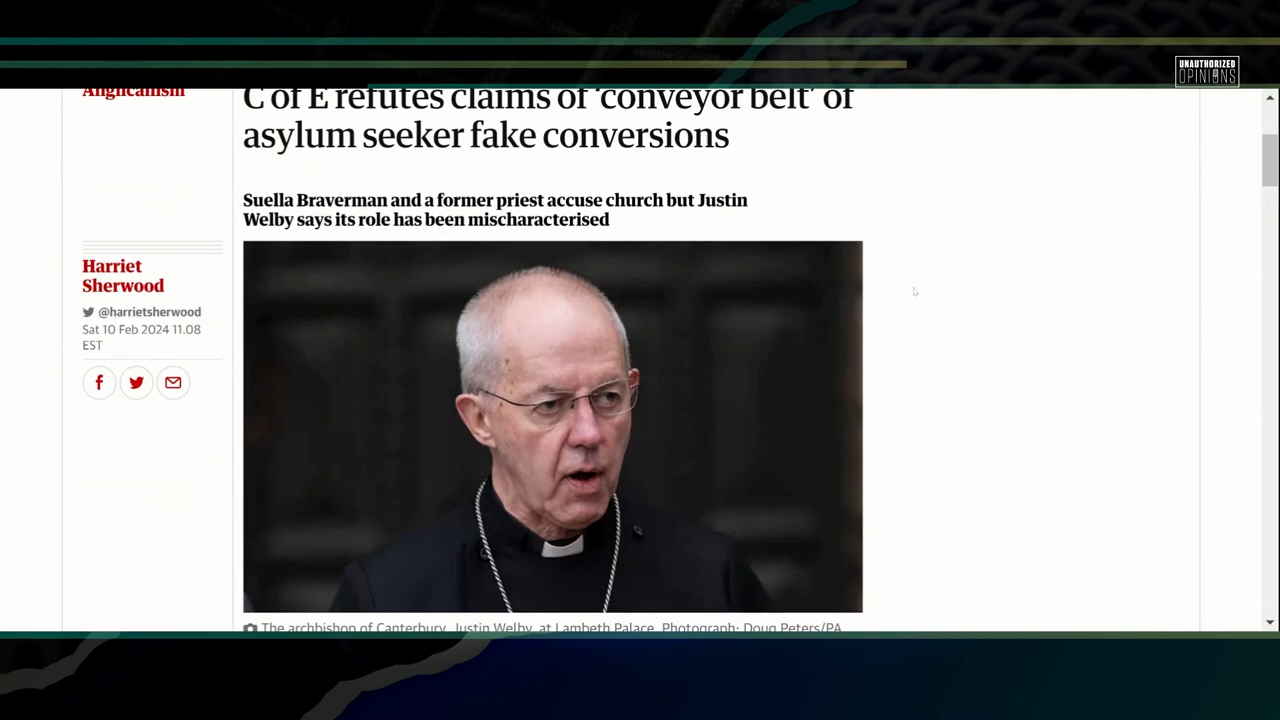 UNAUTHORIZED
OPINIONS
Anglicanism
C of E refutes claims of ‘conveyor belt’ of
asylum seeker fake conversions
Suella Braverman and a former priest accuse church but Justin
Welby says its role has been mischaracterised
Harriet
Sherwood
@harrietsherwood
Sat 10 Feb 2024 11.08
EST
The archbishop of Canterbury, Justin Welby, at Lambeth Palace. Photograph: Doug Peters/PA